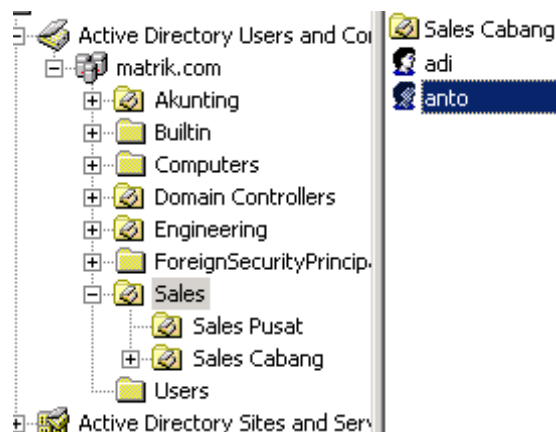 Active Directory Users and Co
matrik.com
Akunting
Builtin
Computers
Domain Controllers
Engineering
ForeignSecurityPrincip
Sales
Sales Pusat
Sales Cabang
Users
Active Directory Sites and Serv
Sales Cabang
adi
anto